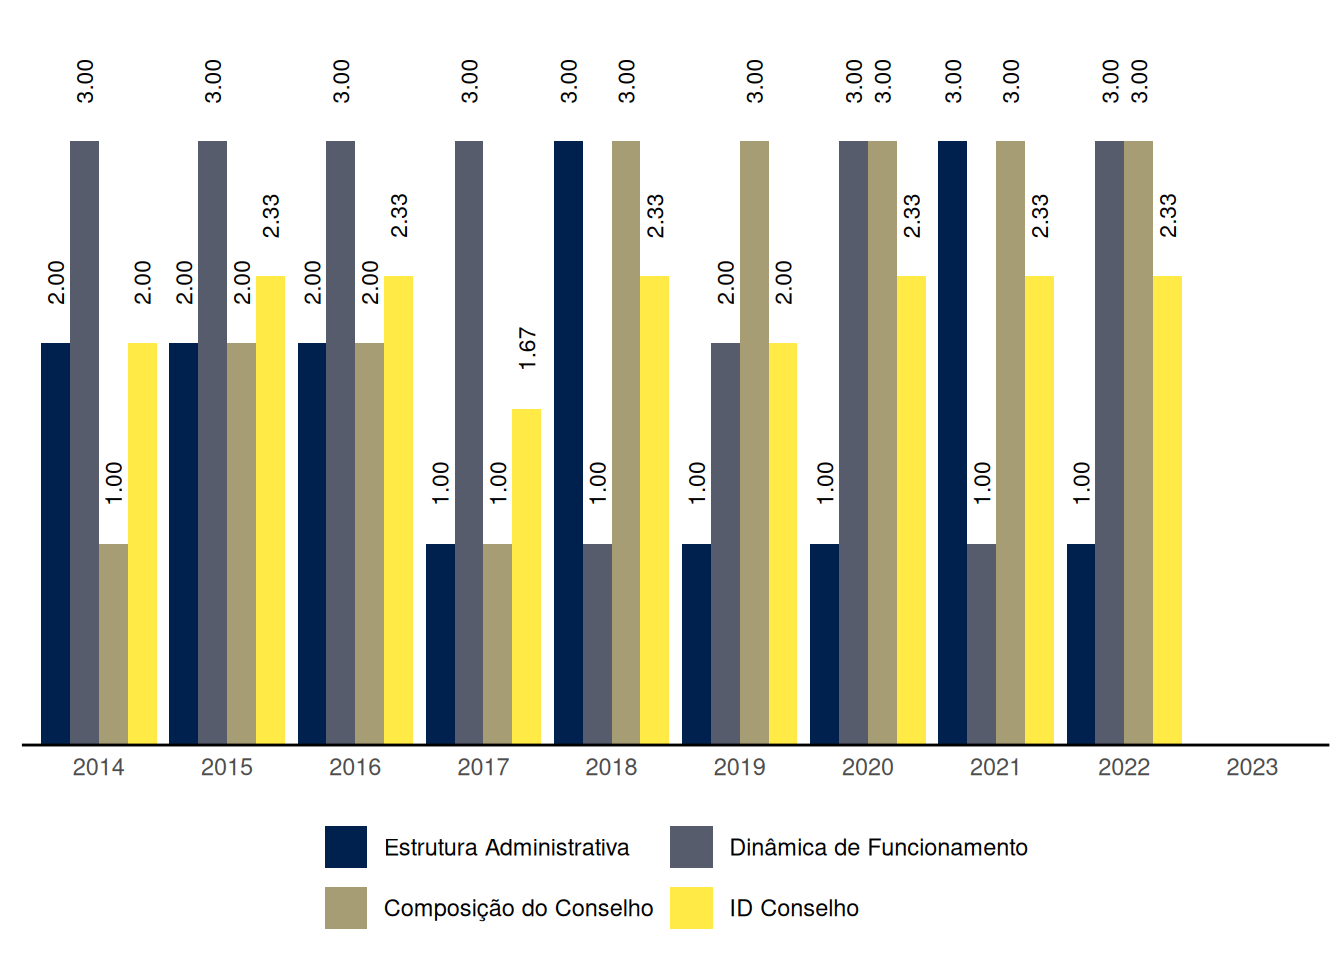 3.00 3.00 3.00 3.00 3.00 3.00 3.00 3.00 3.00 3.00 3.00 3.00 3.00
2.33 2.33 2.33 2.33 2.33 2.33
2.00 2.00 2.00 2.00 2.00 2.00 2.00 2.00
1.67
1.00 1.00 1.00 1.00 1.00 1.00 1.00 1.00
2014 2015 2016 2017 2018 2019 2020 2021 2022 2023
Estrutura Administrativa Dinâmica de Funcionamento
Composição do Conselho ID Conselho